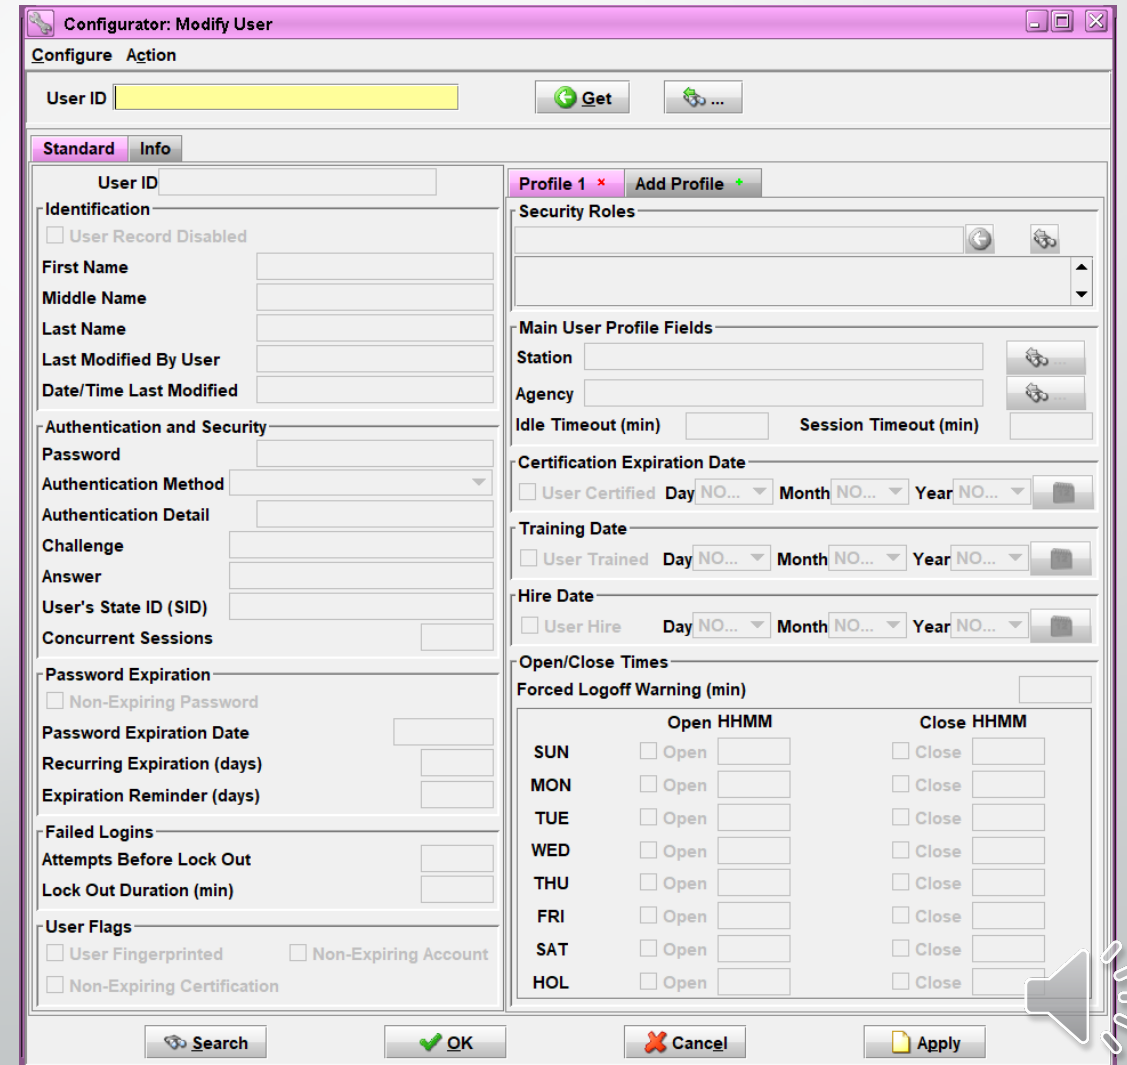 Configurator: Modify User
Configure Action
User ID Get ...
Standard Info
User ID
Identification
User Record Disabled
First Name
Middle Name
Last Name
Last Modified By User
Date/Time Last Modified
Authentication and Security
Password
Authentication Method
Authentication Detail
Challenge
Answer
User's State ID (SID)
Concurrent Sessions
Password Expiration
Non-Expiring Password
Password Expiration Date
Recurring Expiration (days)
Expiration Reminder (days)
Failed Logins
Attempts Before Lock Out
Lock Out Duration (min)
User Flags
User Fingerprinted Non-Expiring Account
Non-Expiring Certification
Profile 1 Add Profile
Security Roles
Main User Profile Fields
Station ...
Agency ...
Idle Timeout (min) Session Timeout (min)
Certification Expiration Date
User Certified Day NO... Month NO... Year NO...
Training Date
User Trained Day NO... Month NO... Year NO...
Hire Date
User Hire Day NO... Month NO... Year NO...
Open/Close Times
Forced Logoff Warning (min)
Open HHMM Close HHMM
SUN Open Close
MON Open Close
TUE Open Close
WED Open Close
THU Open Close
FRI Open Close
SAT Open Close
HOL Open Close
Search OK Cancel Apply